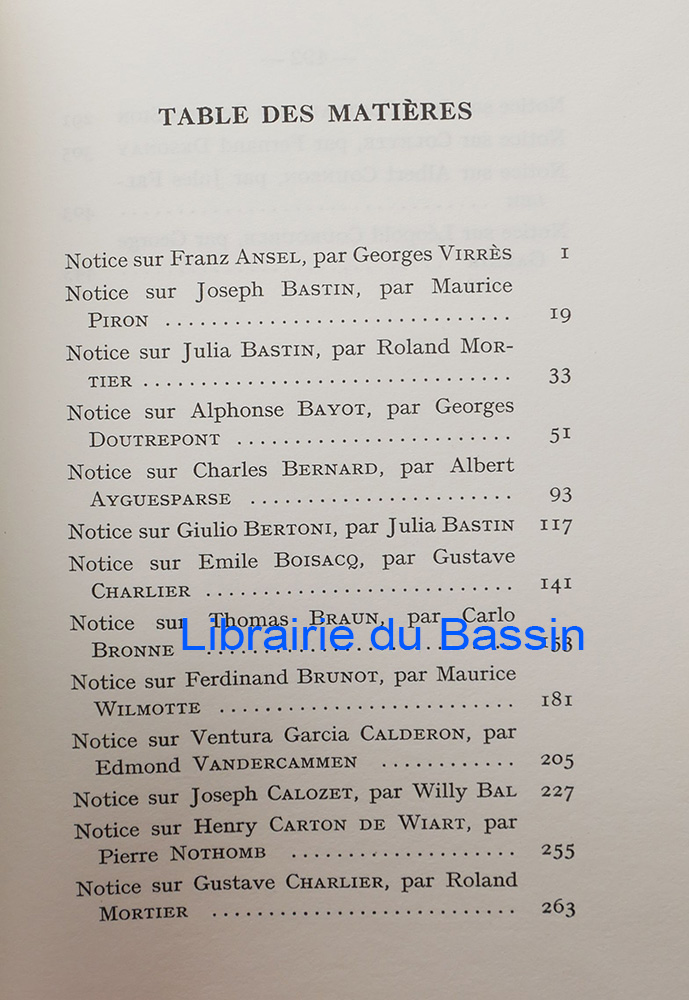 TABLE DES MATIÈRES
Notice sur Franz ANSEL, par Georges VIRRÈS 1
Notice sur Joseph BASTIN, par Maurice
PIRON ................................ 19
Notice sur Julia BASTIN, par Roland MOR-
TIER .................................. 33
Notice sur Alphonse BAYOT, par Georges
DOUTREPONT ......................... 51
Notice sur Charles BERNARD, par Albert
AYGUESPARSE ........................ 93
Notice sur Giulio BERTONI, par Julia BASTIN 117
Notice sur Emile BOISACQ, par Gustave
CHARLIER ............................ 141
Notice sur Thomas BRAUN, par Carlo
Librairie du Bassin
BRONNE ............................. 153
Notice sur Ferdinand BRUNOT, par Maurice
WILMOTTE ........................... 181
Notice sur Ventura Garcia CALDERON, par
Edmond VANDERCAMMEN ............ 205
Notice sur Joseph CALOZET, par Willy BAL 227
Notice sur Henry CARTON DE WIART, par
Pierre NOTHOMB ..................... 255
Notice sur Gustave CHARLIER, par Roland
MORTIER ............................ 263